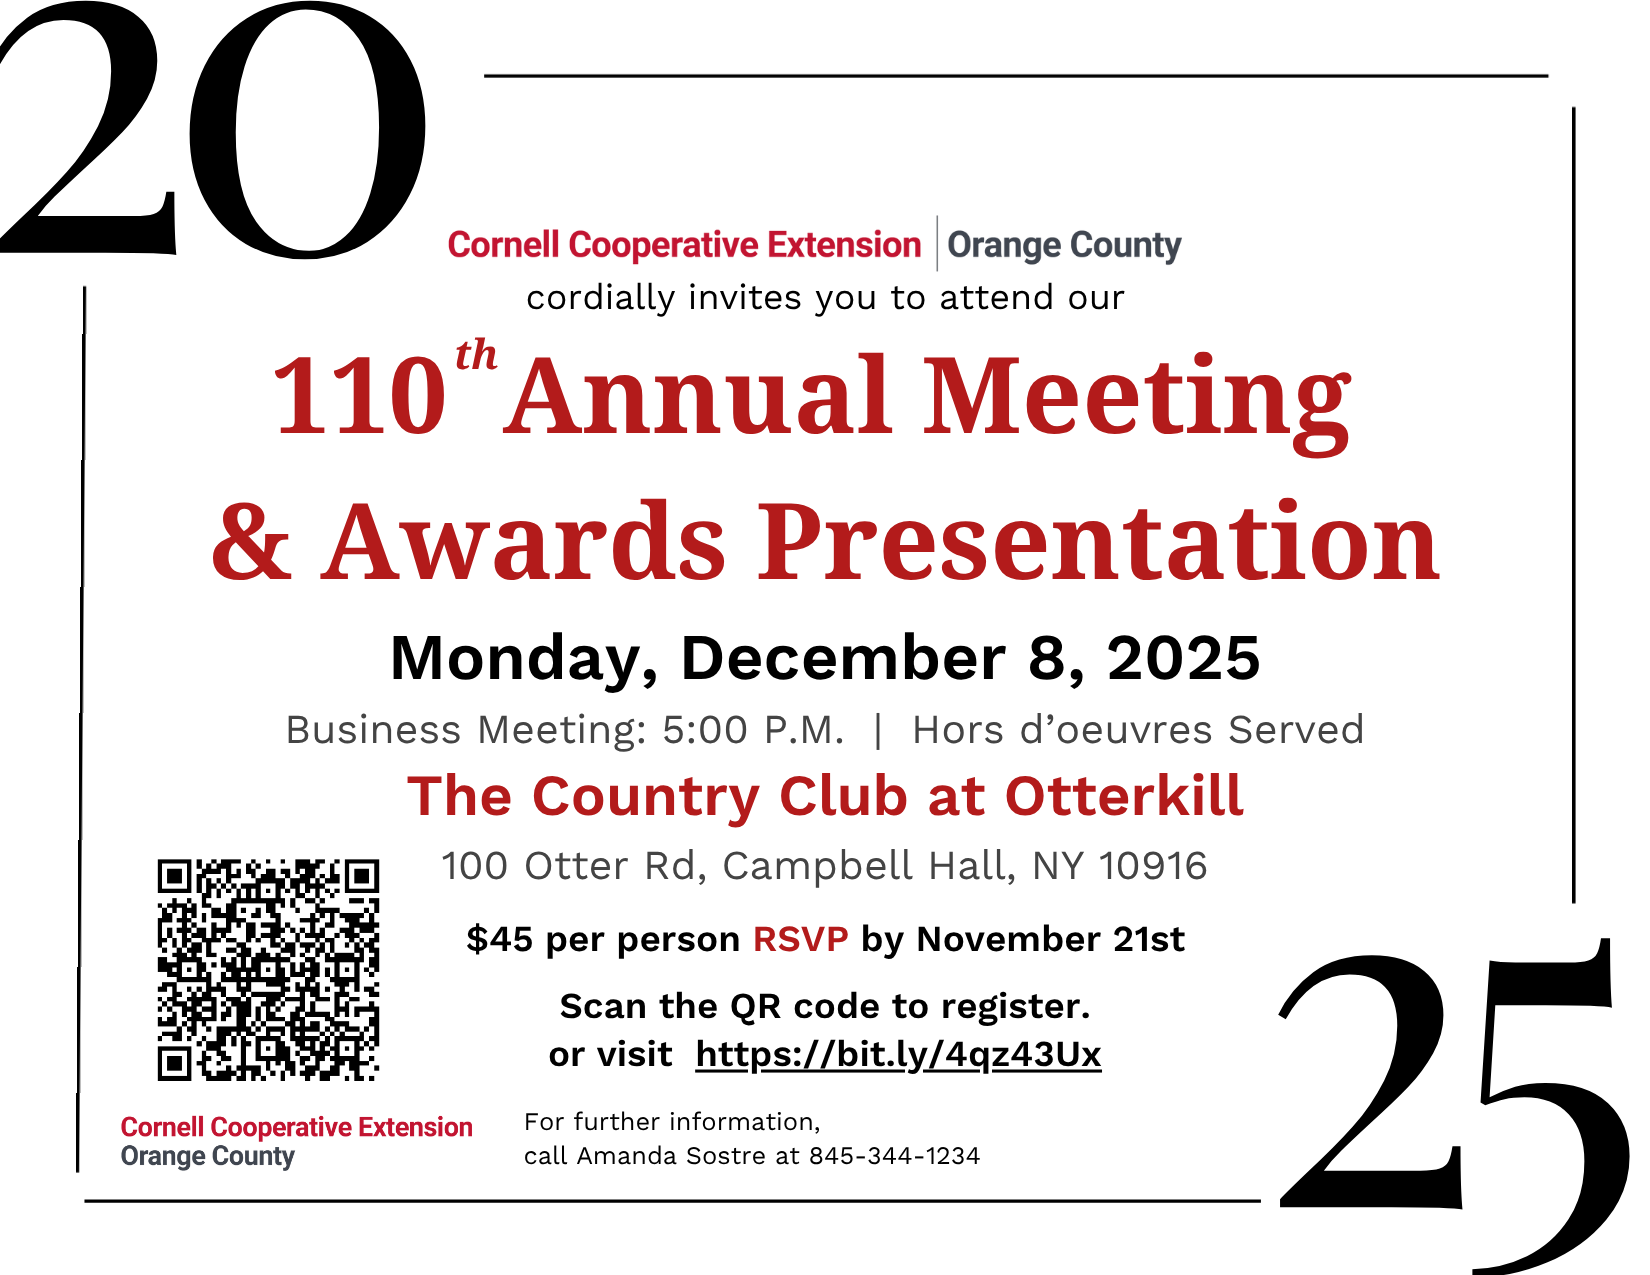 20
Cornell Cooperative Extension | Orange County
cordially invites you to attend our
110th Annual Meeting
& Awards Presentation
Monday, December 8, 2025
Business Meeting: 5:00 P.M. | Hors d’oeuvres Served
The Country Club at Otterkill
100 Otter Rd, Campbell Hall, NY 10916
$45 per person RSVP by November 21st
Scan the QR code to register.
or visit https://bit.ly/4qz43Ux
Cornell Cooperative Extension
Orange County
For further information,
call Amanda Sostre at 845-344-1234
25